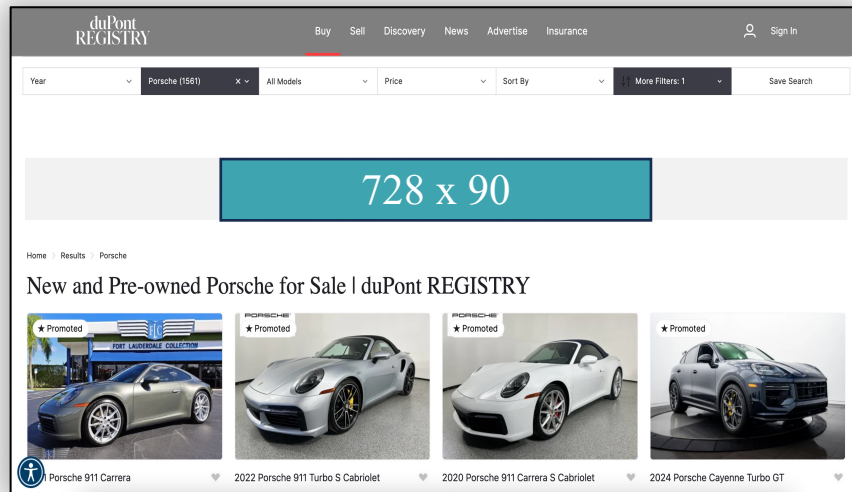 duPont
REGISTRY
Buy Sell Discovery News Advertise Insurance Sign In
Year Porsche (1561) All Models Price Sort By More Filters: 1 Save Search
728 x 90
Home > Results > Porsche
New and Pre-owned Porsche for Sale | duPont REGISTRY
★ Promoted
FORT LAUDERDALE COLLECTION
PORSCHE
★ Promoted
PORSCHE
★ Promoted
★ Promoted
1 Porsche 911 Carrera
2022 Porsche 911 Turbo S Cabriolet
2020 Porsche 911 Carrera S Cabriolet
2024 Porsche Cayenne Turbo GT